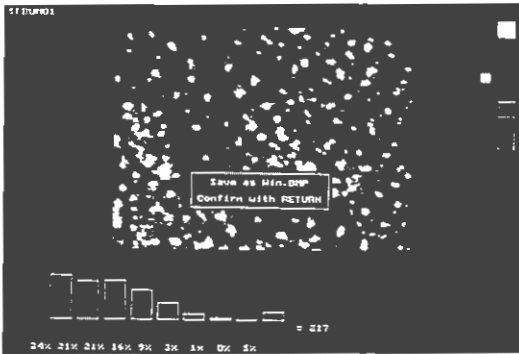 Save as Win.BMP
Confirm with RETURN
= 217
24% 21% 21% 16% 9% 3% 1% 0% 5%